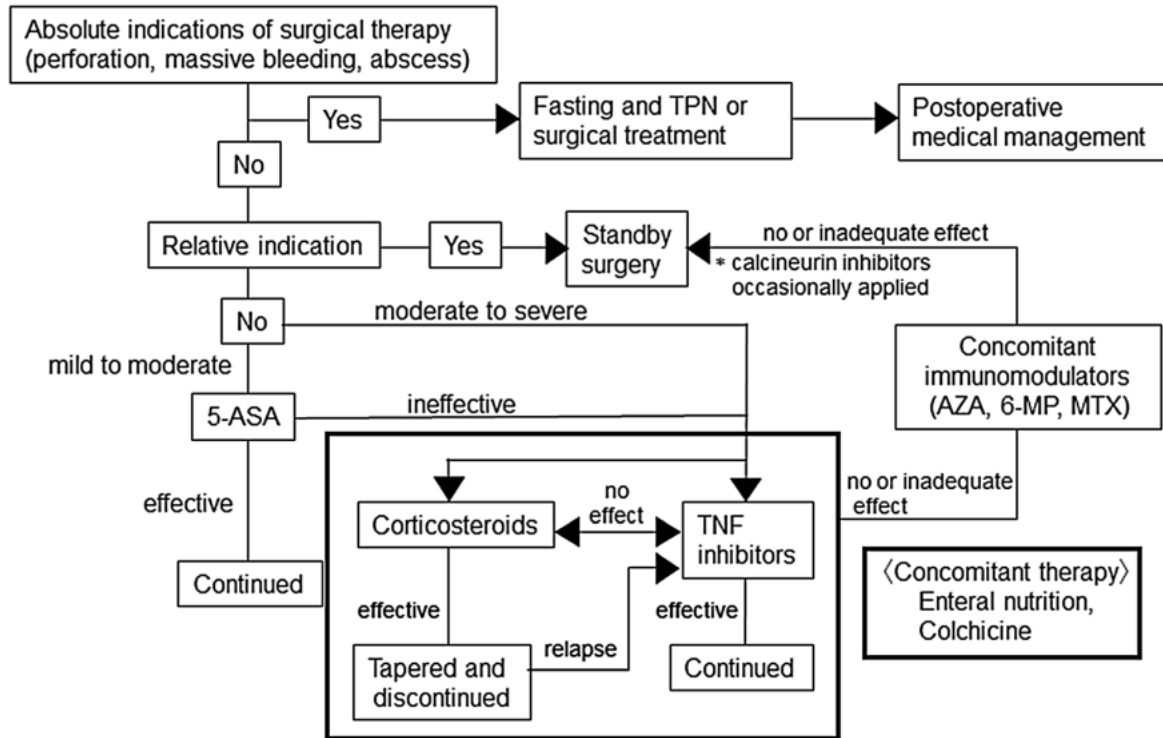 Absolute indications of surgical therapy
(perforation, massive bleeding, abscess)
Yes
Fasting and TPN or
surgical treatment
Postoperative
medical management
No
Relative indication
Yes
Standby
surgery
no or inadequate effect
* calcineurin inhibitors
occasionally applied
No
moderate to severe
mild to moderate
Concomitant
immunomodulators
(AZA, 6-MP, MTX)
5-ASA
ineffective
effective
no or inadequate
effect
Corticosteroids
no
effect
TNF
inhibitors
Continued
effective
effective
〈Concomitant therapy〉
Enteral nutrition,
Colchicine
relapse
Tapered and
discontinued
Continued